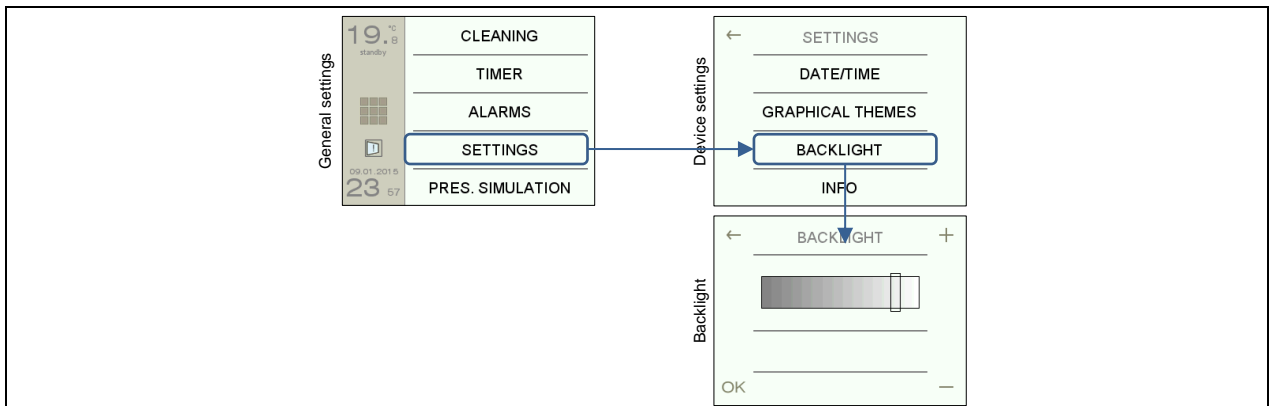 General settings
19.8 °C
standby
09.01.2015
23 57
CLEANING
TIMER
ALARMS
SETTINGS
PRES. SIMULATION
Device settings
← SETTINGS
DATE/TIME
GRAPHICAL THEMES
BACKLIGHT
INFO
Backlight
← BACKLIGHT +
OK −